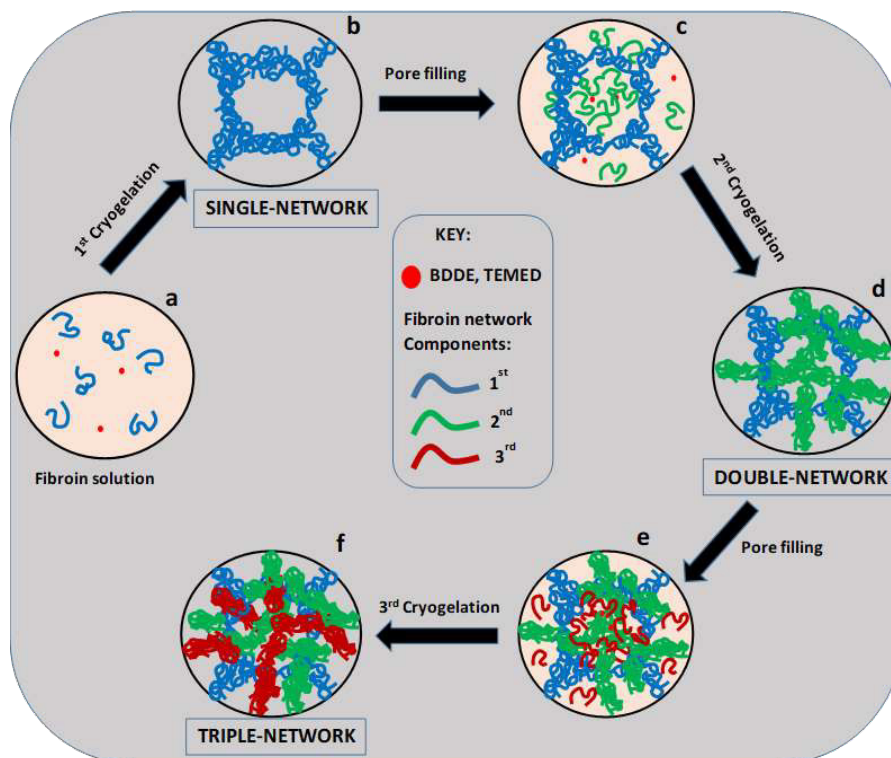 a
Fibroin solution
1st Cryogelation
b
SINGLE-NETWORK
Pore filling
c
2nd Cryogelation
d
DOUBLE-NETWORK
Pore filling
e
3rd Cryogelation
f
TRIPLE-NETWORK
KEY:
BDDE, TEMED
Fibroin network
Components:
1st
2nd
3rd